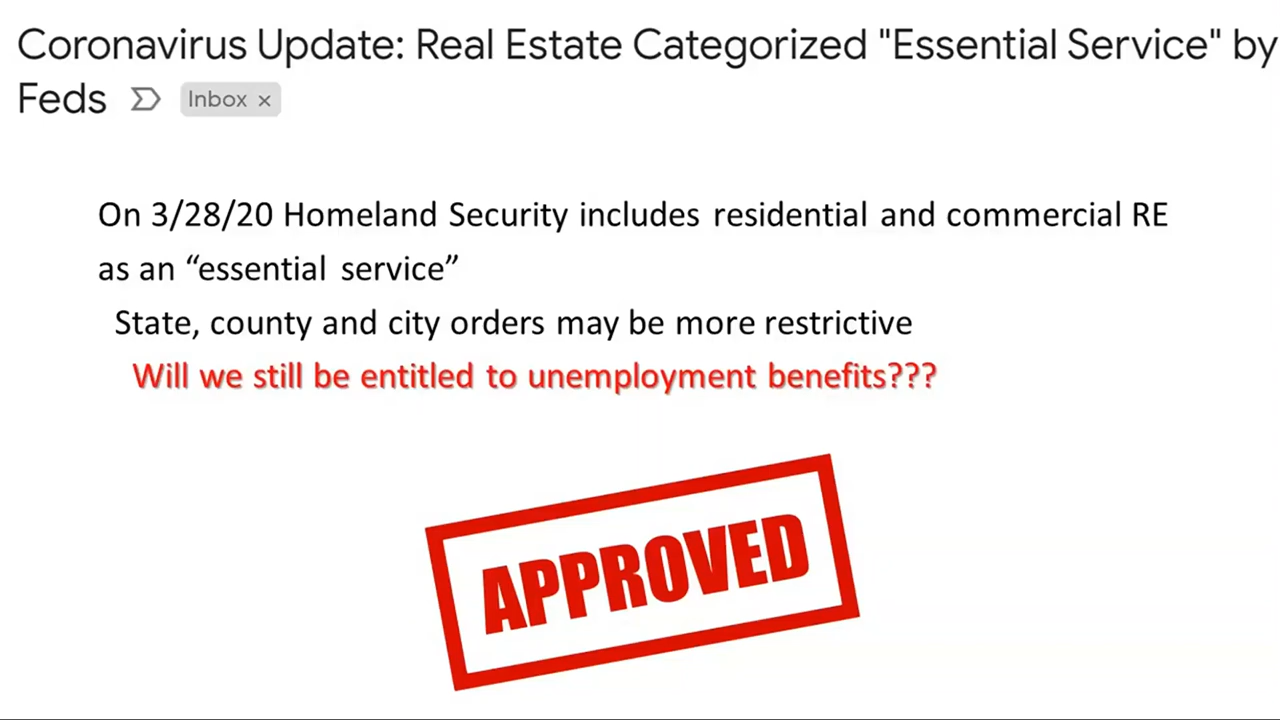 Coronavirus Update: Real Estate Categorized "Essential Service" by
Feds Inbox ×
On 3/28/20 Homeland Security includes residential and commercial RE
as an “essential service”
State, county and city orders may be more restrictive
Will we still be entitled to unemployment benefits???
APPROVED